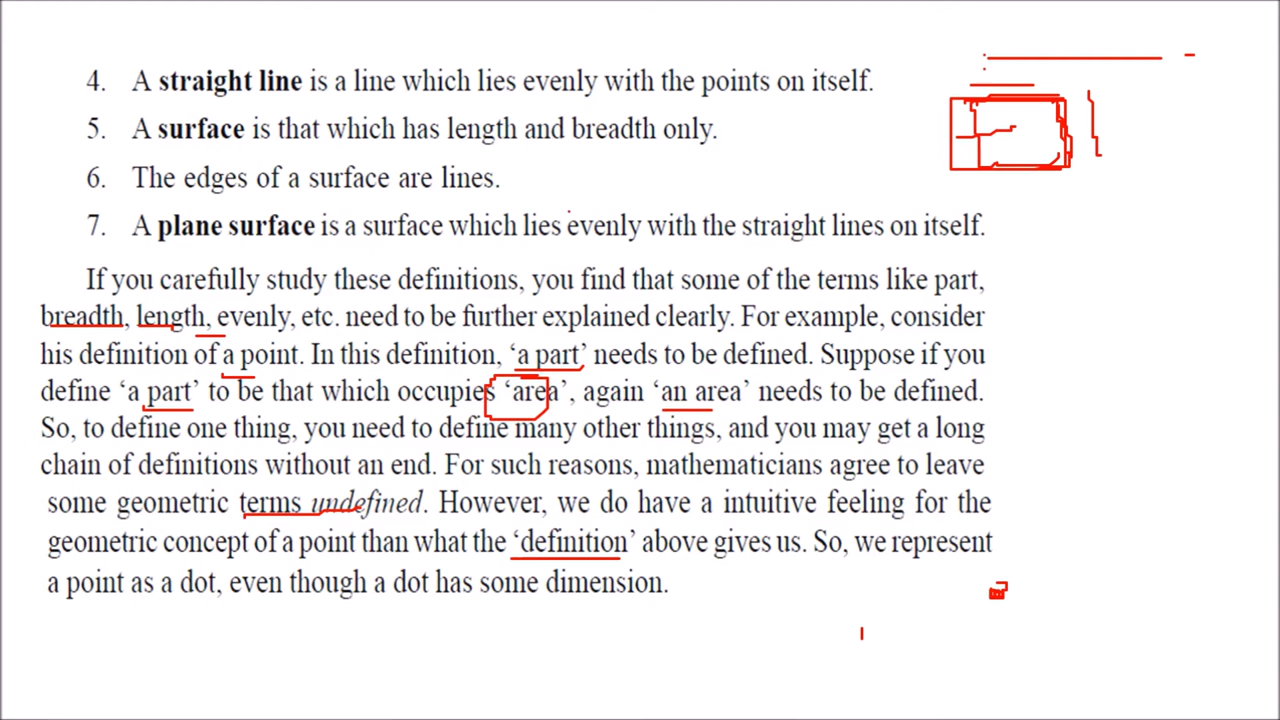 4. A straight line is a line which lies evenly with the points on itself.
5. A surface is that which has length and breadth only.
6. The edges of a surface are lines.
7. A plane surface is a surface which lies evenly with the straight lines on itself.
If you carefully study these definitions, you find that some of the terms like part,
breadth, length, evenly, etc. need to be further explained clearly. For example, consider
his definition of a point. In this definition, ‘a part’ needs to be defined. Suppose if you
define ‘a part’ to be that which occupies ‘area’, again ‘an area’ needs to be defined.
So, to define one thing, you need to define many other things, and you may get a long
chain of definitions without an end. For such reasons, mathematicians agree to leave
some geometric terms undefined. However, we do have a intuitive feeling for the
geometric concept of a point than what the ‘definition’ above gives us. So, we represent
a point as a dot, even though a dot has some dimension.